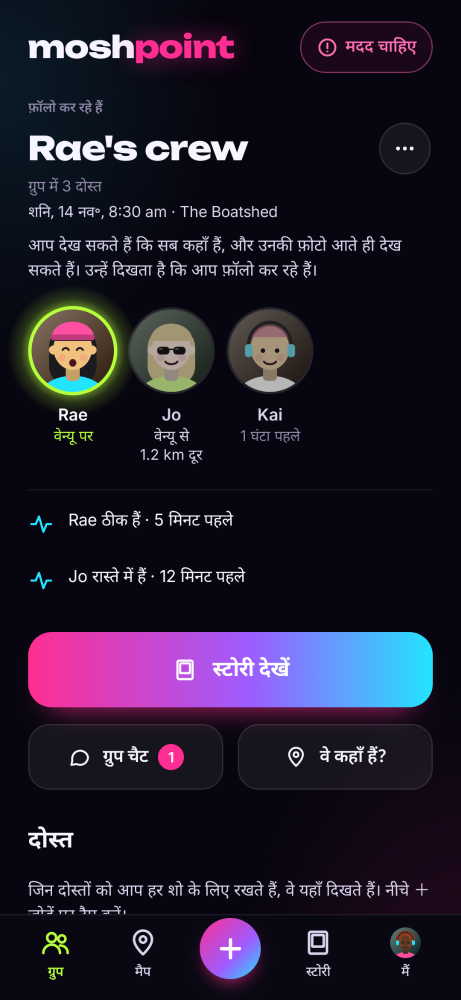 moshpoint
मदद चाहिए
फ़ॉलो कर रहे हैं
Rae's crew
ग्रुप में 3 दोस्त
शनि, 14 नव॰, 8:30 am · The Boatshed
आप देख सकते हैं कि सब कहाँ हैं, और उनकी फ़ोटो आते ही देख
सकते हैं। उन्हें दिखता है कि आप फ़ॉलो कर रहे हैं।
Rae
वेन्यू पर
Jo
वेन्यू से
1.2 km दूर
Kai
1 घंटा पहले
Rae ठीक हैं · 5 मिनट पहले
Jo रास्ते में हैं · 12 मिनट पहले
स्टोरी देखें
ग्रुप चैट 1
वे कहाँ हैं?
दोस्त
जिन दोस्तों को आप हर शो के लिए रखते हैं, वे यहाँ दिखते हैं। नीचे +
ग्रुप
मैप
स्टोरी
मैं